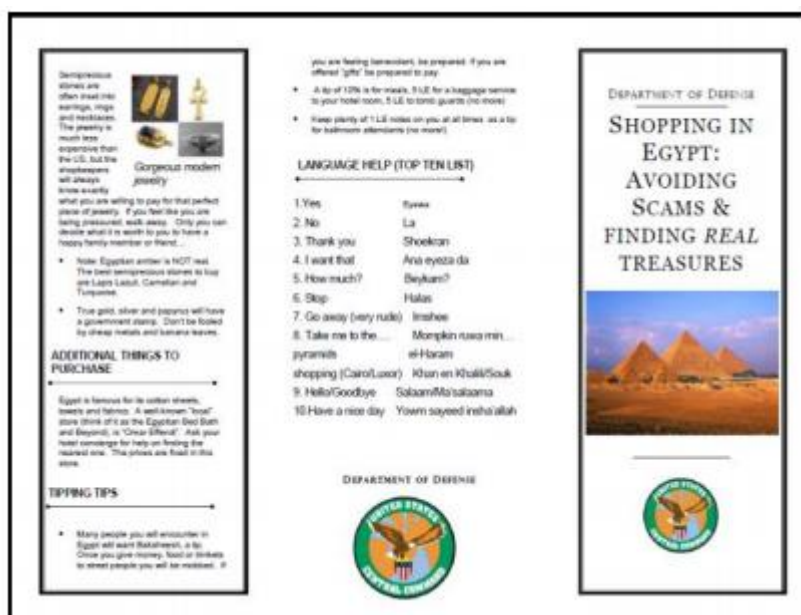 Semiprecious
stones are
often inset into
earrings, rings
and necklaces.
The jewelry is
much less
expensive than
the US, but the
shopkeepers
will always
know exactly
Gorgeous modern
jewelry
what you are willing to pay for that perfect
piece of jewelry. If you feel like you are
being pressured, walk away. Only you can
decide what it is worth to you to have a
happy family member or friend...
• Note: Egyptian amber is NOT real.
The best semiprecious stones to buy
are Lapis Lazuli, Carnelian and
Turquoise.
• True gold, silver and papyrus will have
a government stamp. Don't be fooled
by cheap metals and banana leaves.
ADDITIONAL THINGS TO
PURCHASE
Egypt is famous for its cotton sheets,
towels and fabrics. A well-known "local"
store (think of it as the Egyptian Bed Bath
and Beyond), is "Omar Effendi". Ask your
hotel concierge for help on finding the
nearest one. The prices are fixed in this
store.
TIPPING TIPS
• Many people you will encounter in
Egypt will want Baksheesh, a tip.
Once you give money, food or trinkets
to street people you will be mobbed. If
you are feeling benevolent, be prepared. If you are
offered "gifts" be prepared to pay.
• A tip of 10% is for meals, 5 LE for a baggage service
to your hotel room, 5 LE to tomb guards (no more)
• Keep plenty of 1 LE notes on you at all times as a tip
for bathroom attendants (no more!)
LANGUAGE HELP (TOP TEN LIST)
1.Yes
2. No La
3. Thank you Shoekran
4. I want that Ana eyeza da
5. How much? Beykam?
6. Stop Halas
7. Go away (very rude) Imshee
8. Take me to the.... Mompkin ruwa min...
pyramids el-Haram
shopping (Cairo/Luxor) Khan en Khalili/Souk
9. Hello/Goodbye Salaam/Ma'salaama
10.Have a nice day Yowm sayeed insha'allah
DEPARTMENT OF DEFENSE
UNITED STATES
CENTRAL COMMAND
DEPARTMENT OF DEFENSE
SHOPPING IN
EGYPT:
AVOIDING
SCAMS &
FINDING REAL
TREASURES
UNITED STATES
CENTRAL COMMAND